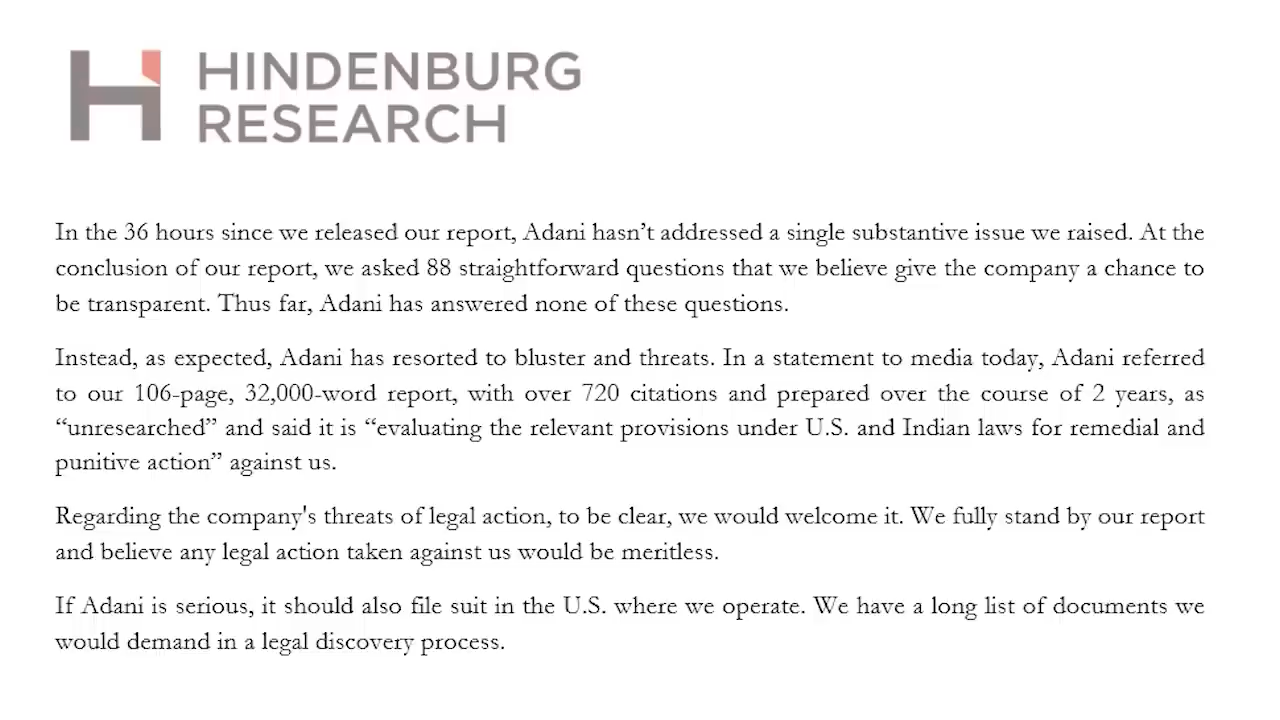 HINDENBURG
RESEARCH
In the 36 hours since we released our report, Adani hasn’t addressed a single substantive issue we raised. At the
conclusion of our report, we asked 88 straightforward questions that we believe give the company a chance to
be transparent. Thus far, Adani has answered none of these questions.
Instead, as expected, Adani has resorted to bluster and threats. In a statement to media today, Adani referred
to our 106-page, 32,000-word report, with over 720 citations and prepared over the course of 2 years, as
“unresearched” and said it is “evaluating the relevant provisions under U.S. and Indian laws for remedial and
punitive action” against us.
Regarding the company's threats of legal action, to be clear, we would welcome it. We fully stand by our report
and believe any legal action taken against us would be meritless.
If Adani is serious, it should also file suit in the U.S. where we operate. We have a long list of documents we
would demand in a legal discovery process.